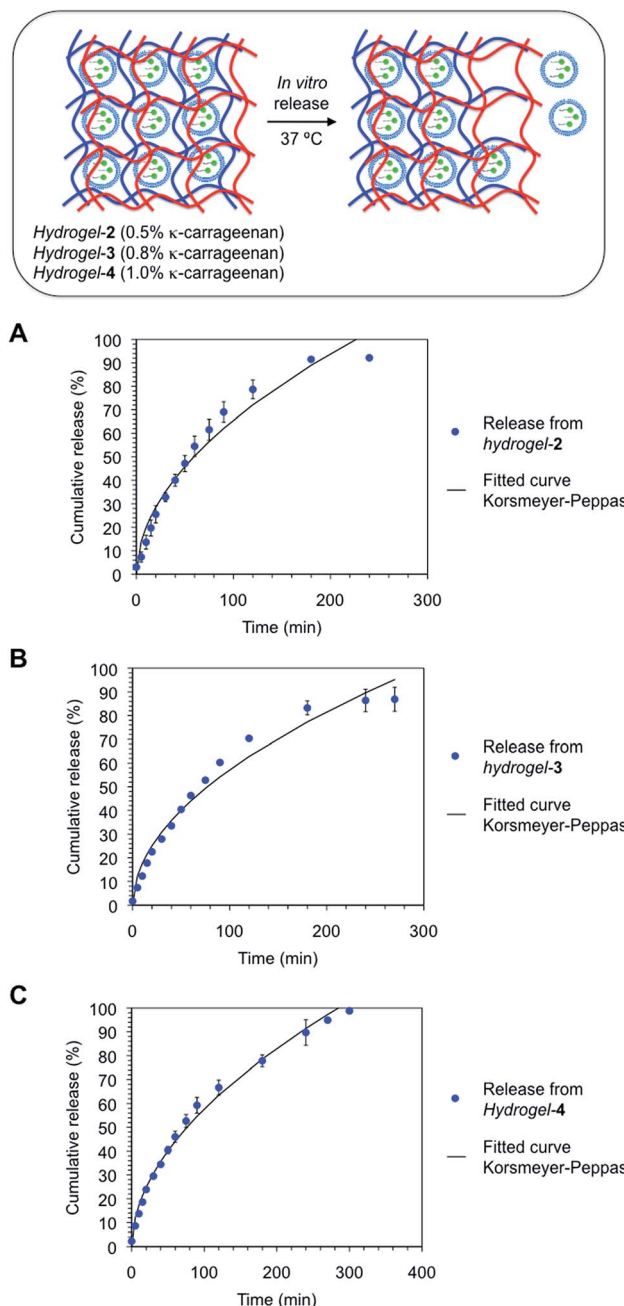 In vitro
release
37 ºC
Hydrogel-2 (0.5% κ-carrageenan)
Hydrogel-3 (0.8% κ-carrageenan)
Hydrogel-4 (1.0% κ-carrageenan)
A
Cumulative release (%)
100
90
80
70
60
50
40
30
20
10
0
0 100 200 300
Time (min)
Release from
hydrogel-2
Fitted curve
Korsmeyer-Peppas
B
Cumulative release (%)
100
90
80
70
60
50
40
30
20
10
0
0 100 200 300
Time (min)
Release from
hydrogel-3
Fitted curve
Korsmeyer-Peppas
C
Cumulative release (%)
100
90
80
70
60
50
40
30
20
10
0
0 100 200 300 400
Time (min)
Release from
Hydrogel-4
Fitted curve
Korsmeyer-Peppas